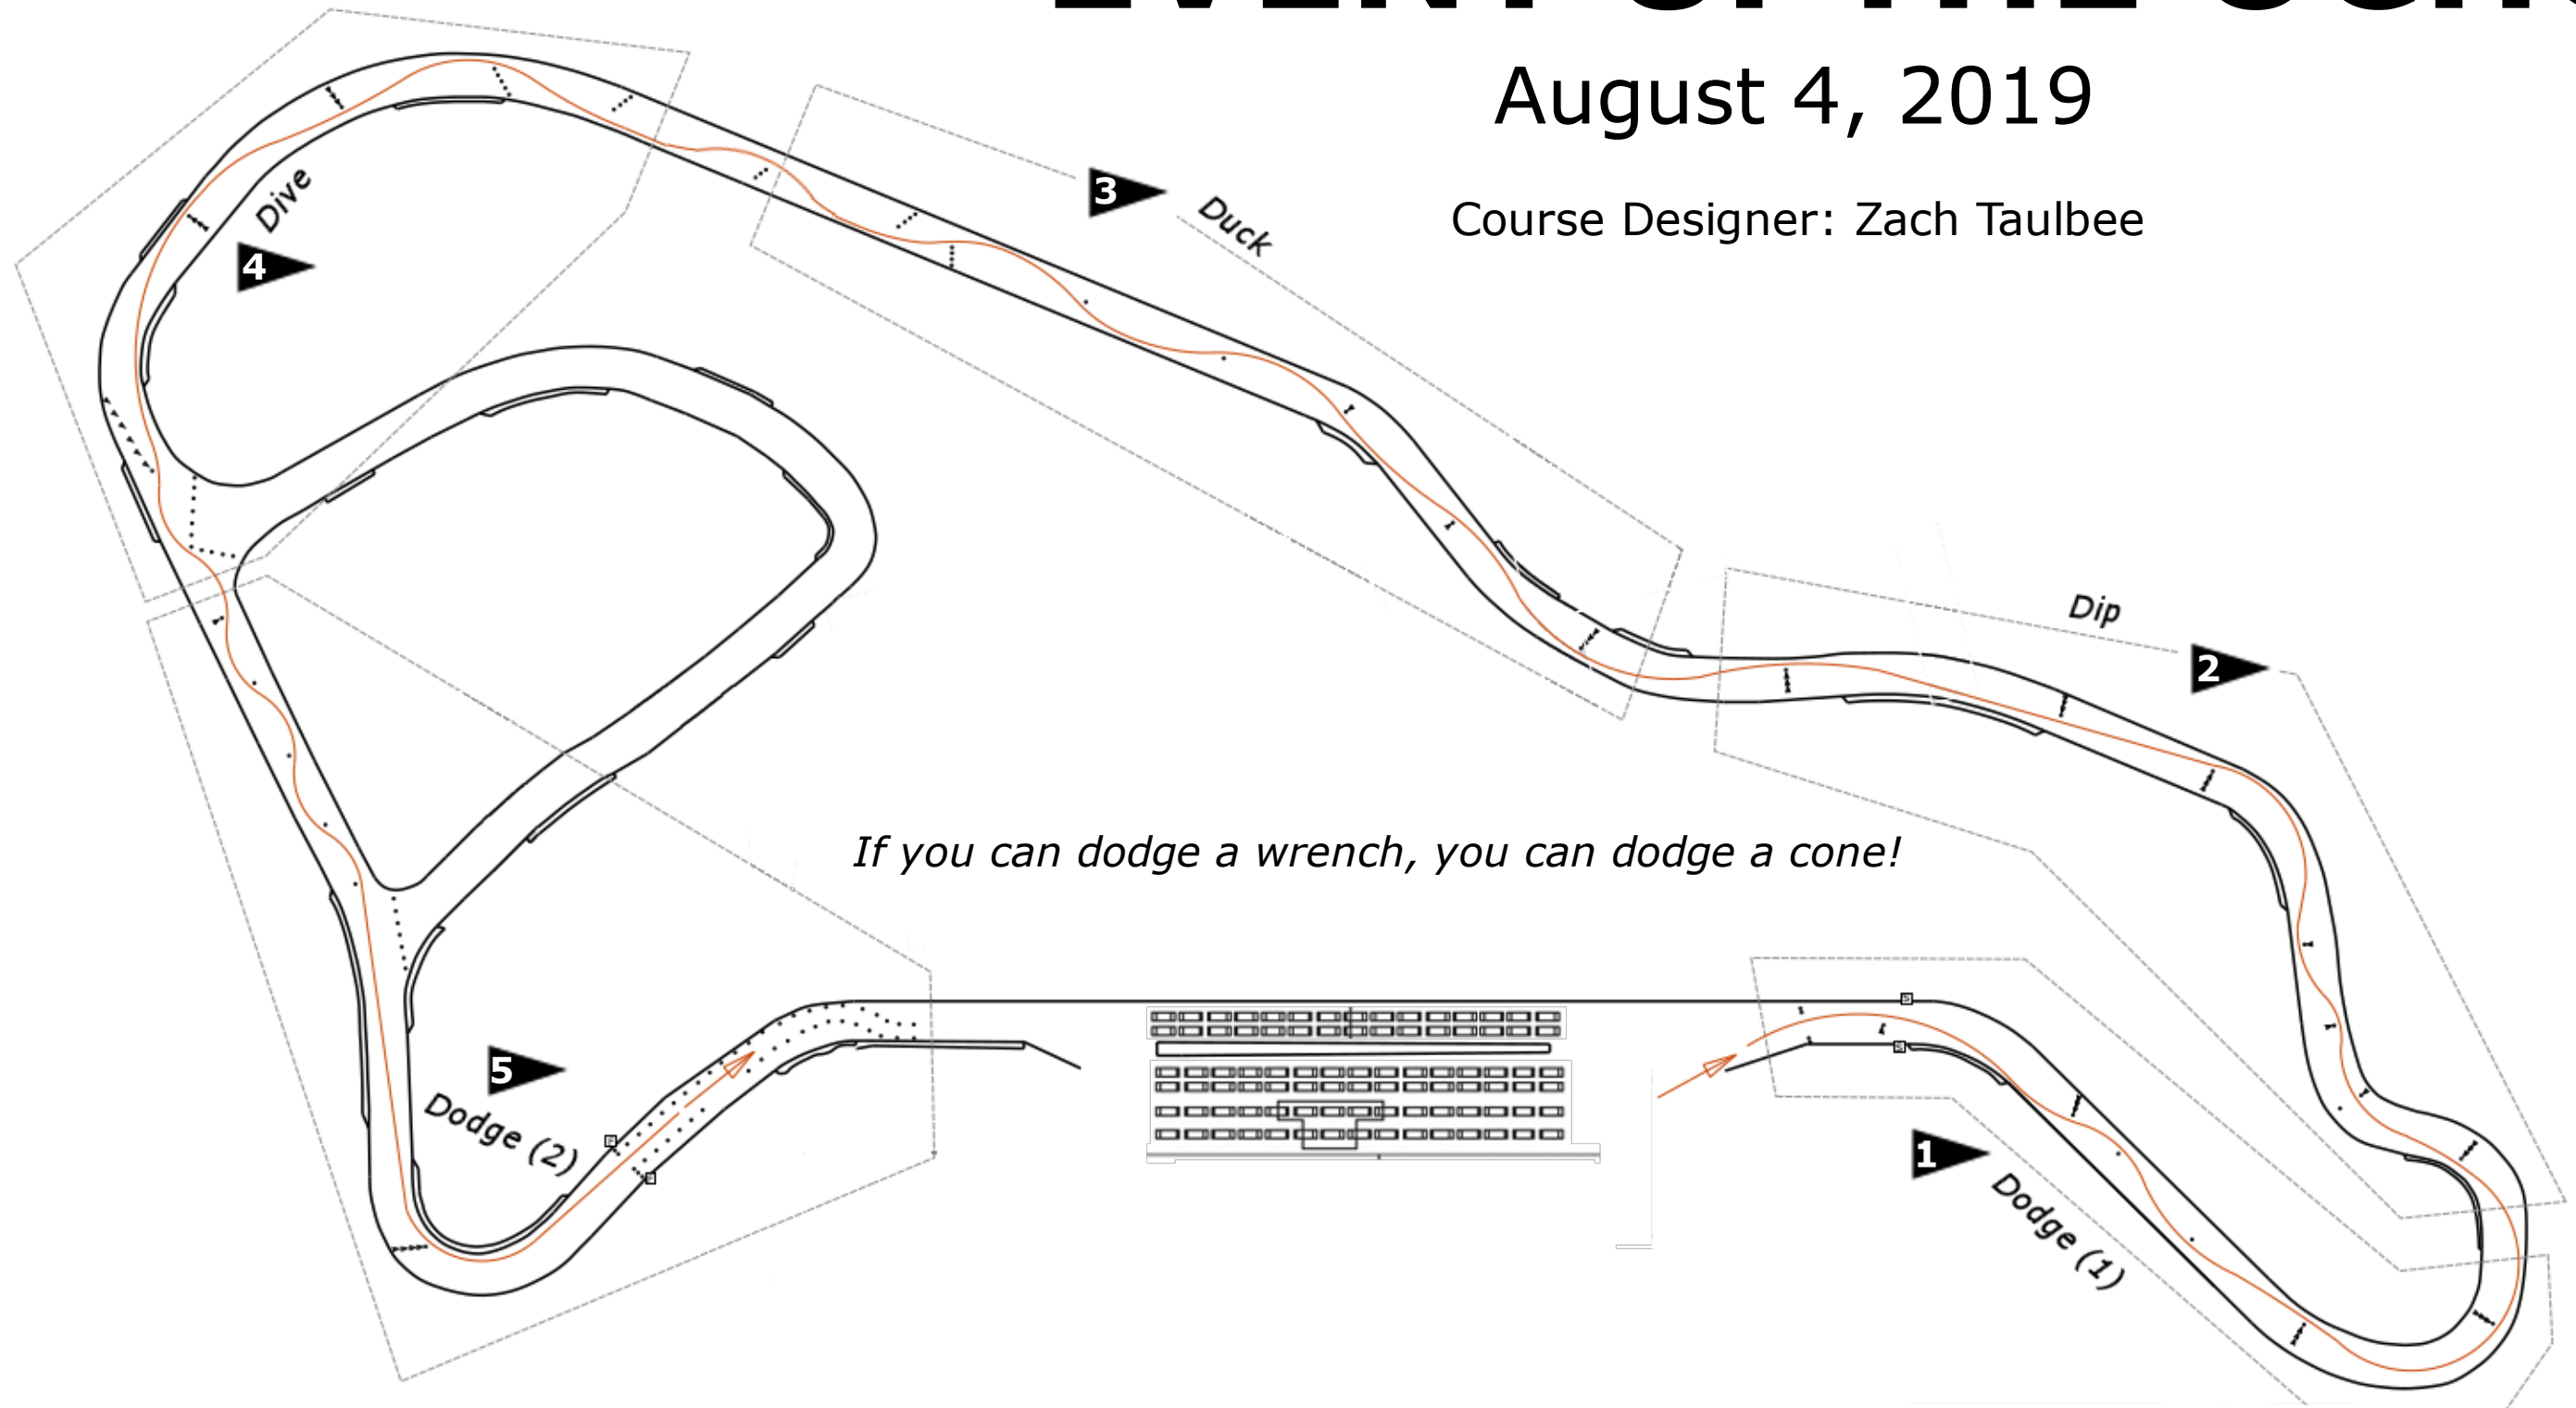 August 4, 2019
Course Designer: Zach Taulbee
3
Duck
Dive
4
Dip
2
If you can dodge a wrench, you can dodge a cone!
5
Dodge (2)
1
Dodge (1)